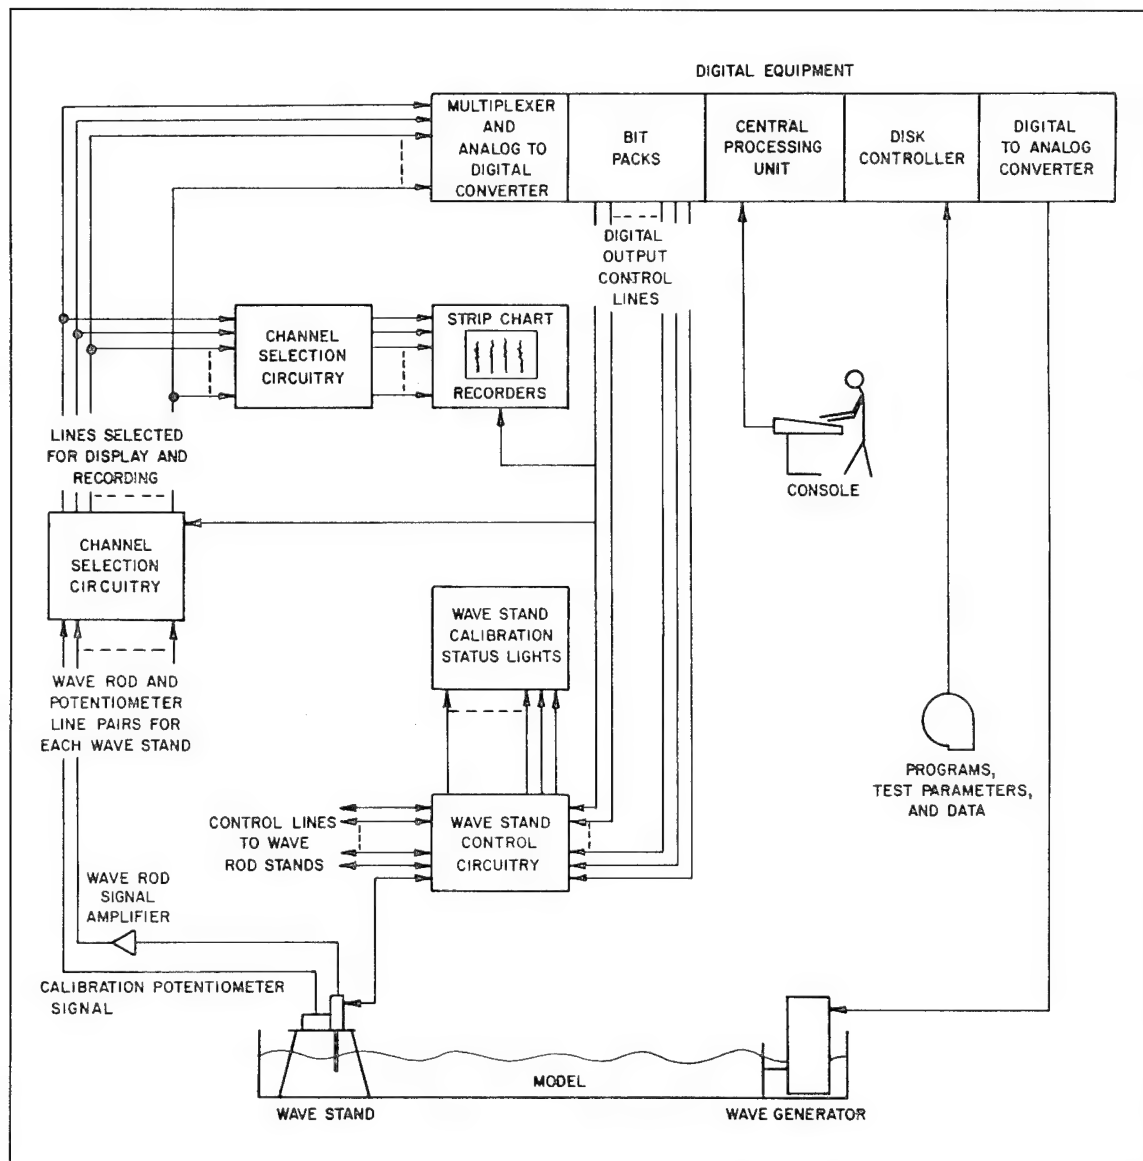 DIGITAL EQUIPMENT
MULTIPLEXER
AND
ANALOG TO
DIGITAL
CONVERTER
BIT
PACKS
CENTRAL
PROCESSING
UNIT
DISK
CONTROLLER
DIGITAL
TO ANALOG
CONVERTER
DIGITAL
OUTPUT
CONTROL
LINES
CHANNEL
SELECTION
CIRCUITRY
STRIP CHART
RECORDERS
LINES SELECTED
FOR DISPLAY AND
RECORDING
CONSOLE
CHANNEL
SELECTION
CIRCUITRY
WAVE STAND
CALIBRATION
STATUS LIGHTS
WAVE ROD AND
POTENTIOMETER
LINE PAIRS FOR
EACH WAVE STAND
PROGRAMS,
TEST PARAMETERS,
AND DATA
CONTROL LINES
TO WAVE
ROD STANDS
WAVE STAND
CONTROL
CIRCUITRY
WAVE ROD
SIGNAL
AMPLIFIER
CALIBRATION POTENTIOMETER
SIGNAL
MODEL
WAVE STAND
WAVE GENERATOR